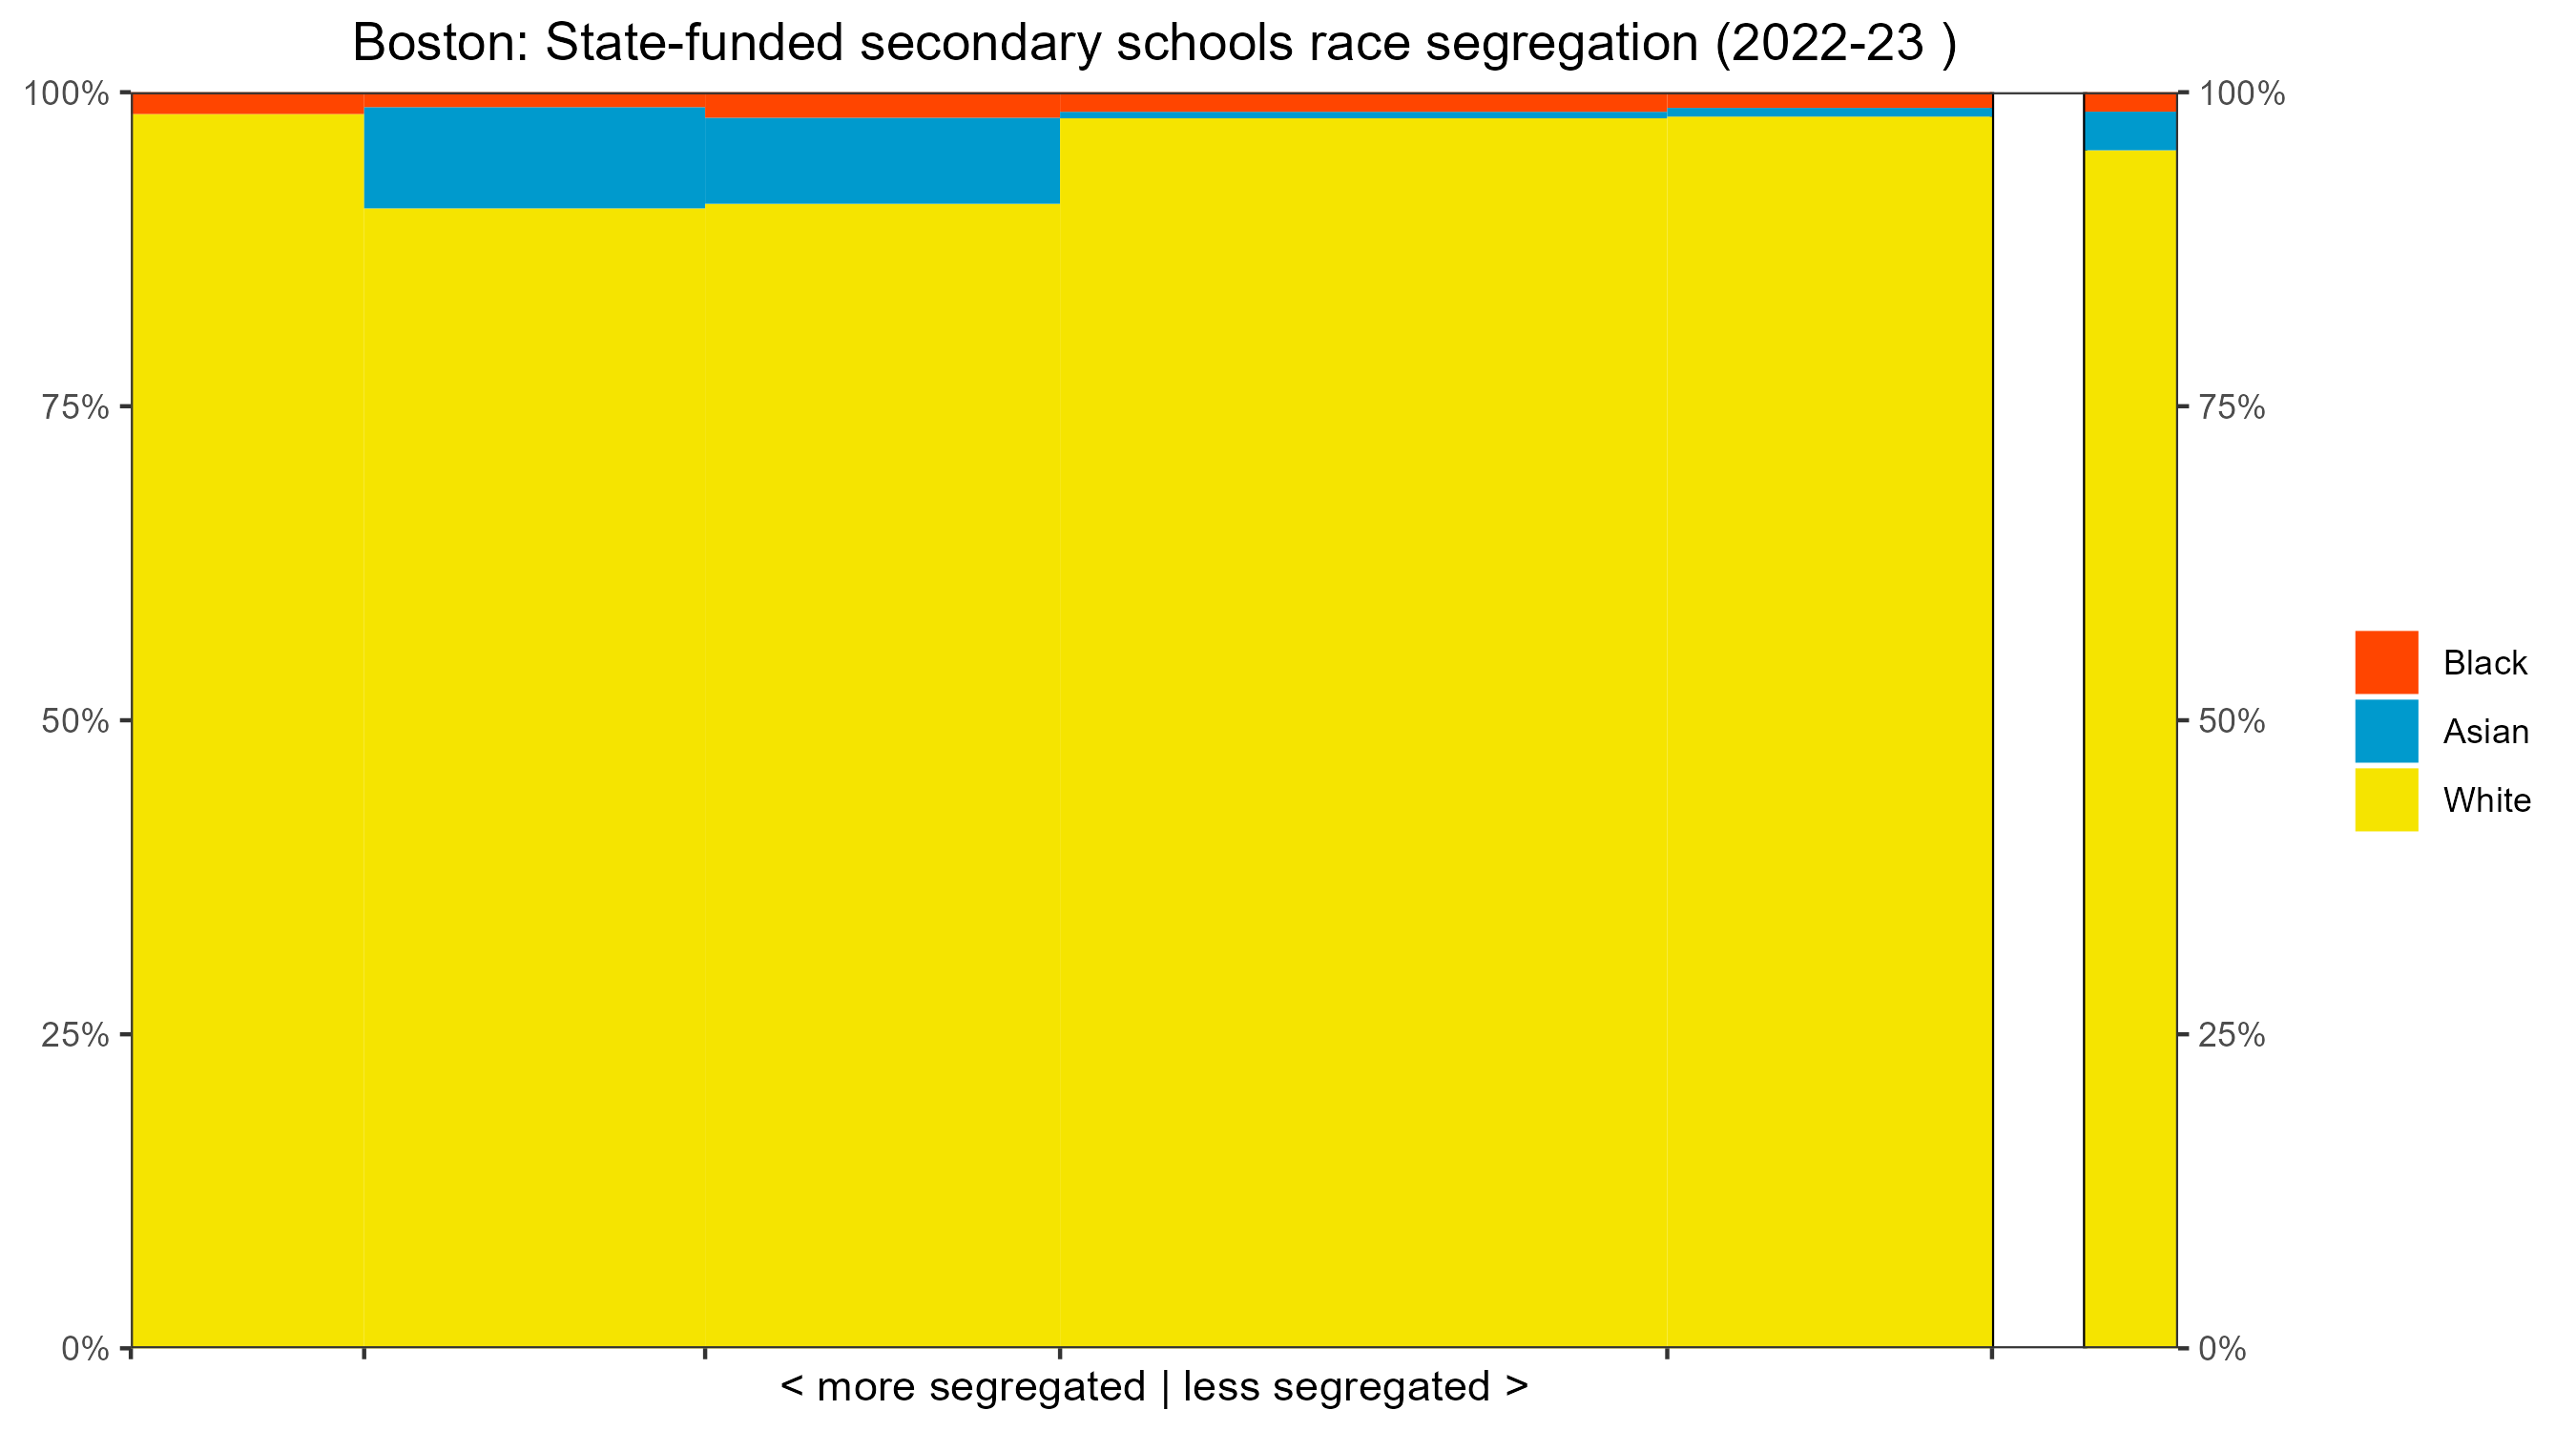 Boston: State-funded secondary schools race segregation (2022-23 )
100%
75%
50%
25%
0%
100%
75%
50%
25%
0%
Black
Asian
White
< more segregated | less segregated >